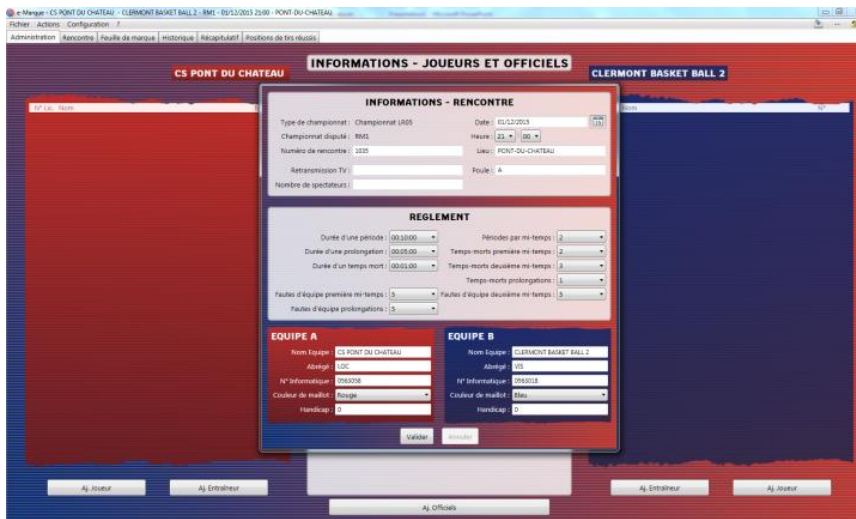 e-Marque - CS PONT DU CHATEAU - CLERMONT BASKET BALL 2 - RM1 - 01/12/2015 21:00 - PONT-DU-CHATEAU
Fichier Actions Configuration ?
Administration Rencontre Feuille de marque Historique Récapitulatif Positions de tirs réussis
INFORMATIONS - JOUEURS ET OFFICIELS
CS PONT DU CHATEAU CLERMONT BASKET BALL 2
N° Lic. Nom Nom N°
INFORMATIONS - RENCONTRE
Type de championnat : Championnat LR05 Date : 01/12/2015
Championnat disputé : RM1 Heure : 21 00
Numéro de rencontre : 1035 Lieu : PONT-DU-CHATEAU
Retransmission TV : Poule : A
Nombre de spectateurs :
REGLEMENT
Durée d'une période : 00:10:00 Périodes par mi-temps : 2
Durée d'une prolongation : 00:05:00 Temps-morts première mi-temps : 2
Durée d'un temps mort : 00:01:00 Temps-morts deuxième mi-temps : 3
Temps-morts prolongations : 1
Fautes d'équipe première mi-temps : 5 Fautes d'équipe deuxième mi-temps : 5
Fautes d'équipe prolongations : 5
EQUIPE A EQUIPE B
Nom Equipe : CS PONT DU CHATEAU Nom Equipe : CLERMONT BASKET BALL 2
Abrégé : LOC Abrégé : VIS
N° Informatique : 0563058 N° Informatique : 0563018
Couleur de maillot : Rouge Couleur de maillot : Bleu
Handicap : 0 Handicap : 0
Valider Annuler
Aj. Joueur Aj. Entraîneur Aj. Entraîneur Aj. Joueur
Aj. Officiels